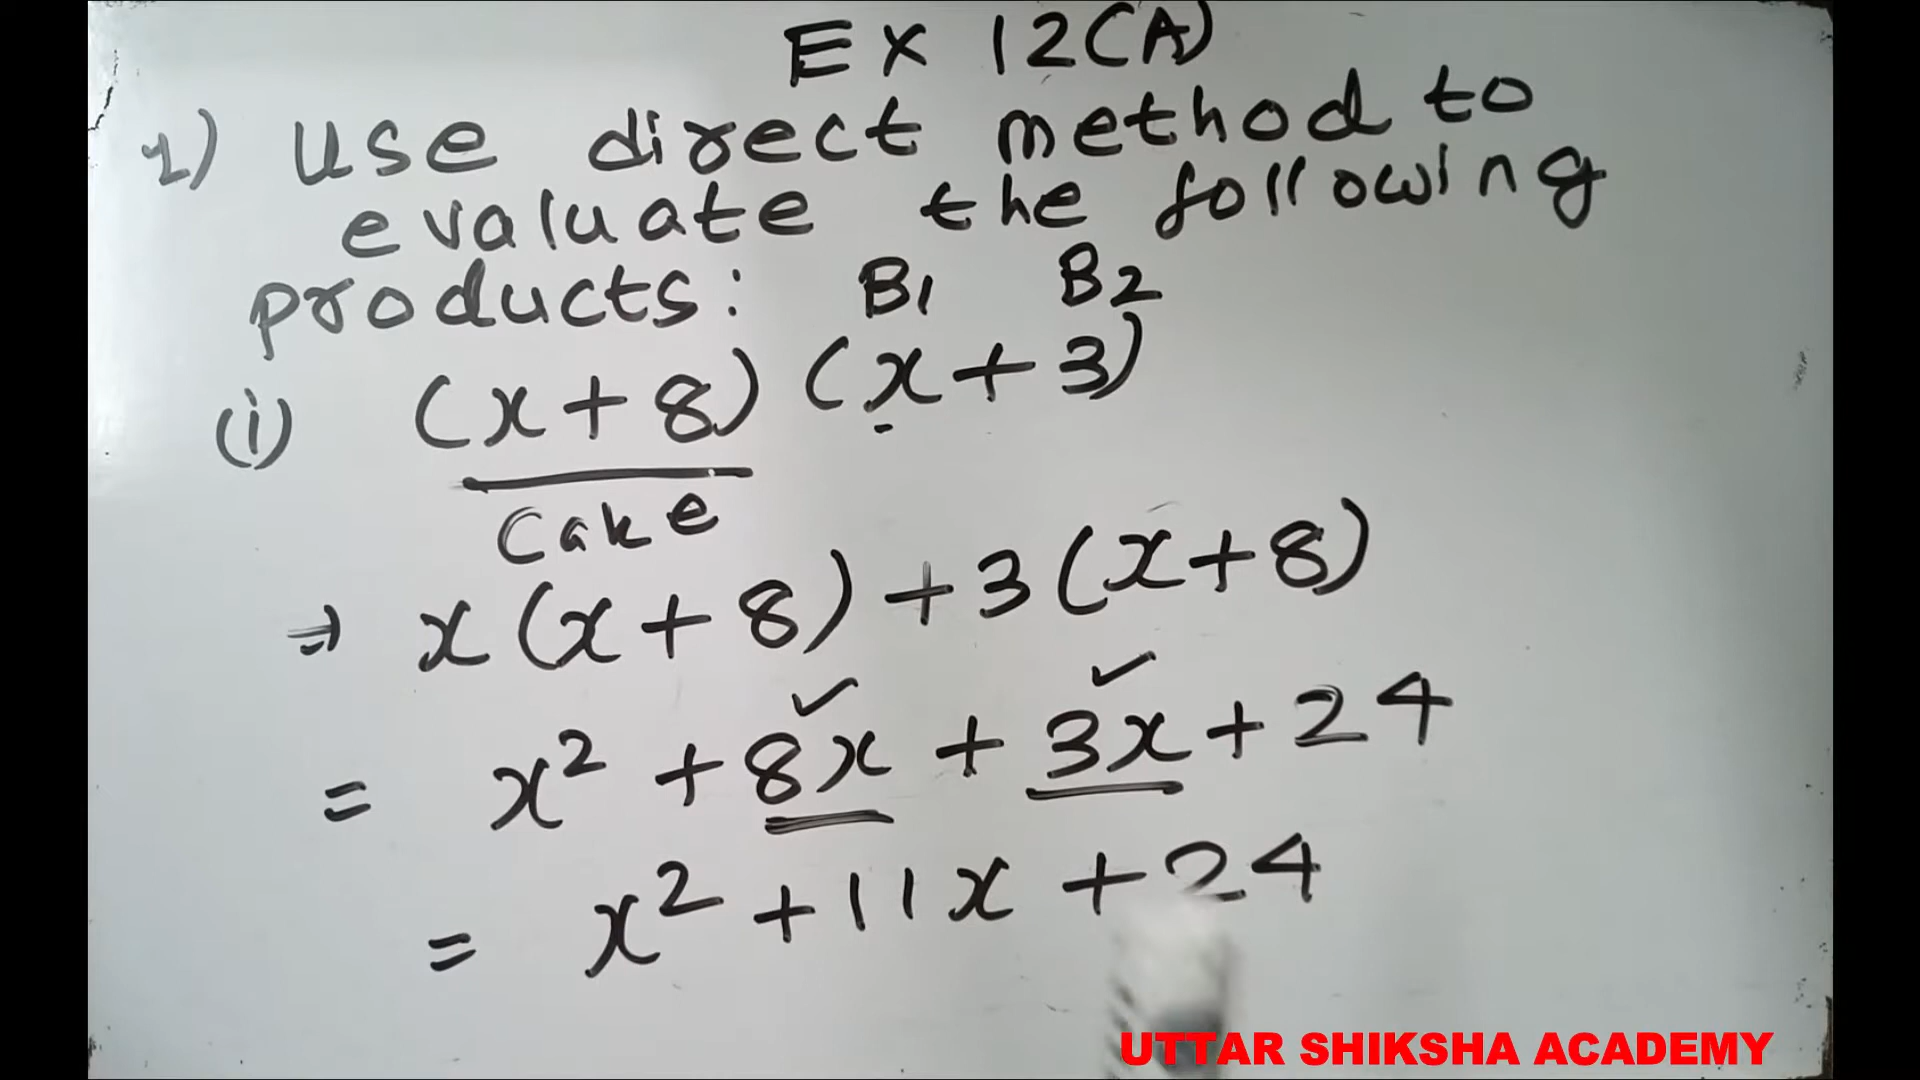 EX 12(A)
2) use direct method to
evaluate the following
products:
B1 B2
(i) (x+8) (x+3)
Cake
⇒ x(x+8)+3(x+8)
✓ ✓
= x² + 8x + 3x + 24
= x² + 11x + 24
UTTAR SHIKSHA ACADEMY